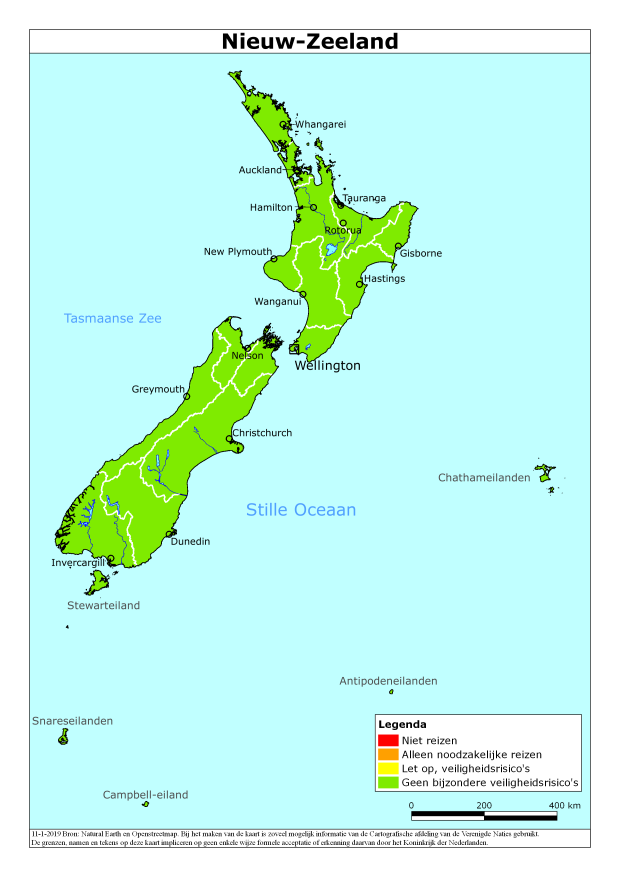 Nieuw-Zeeland
Whangarei
Auckland
Tauranga
Hamilton
Rotorua
Gisborne
New Plymouth
Hastings
Wanganui
Tasmaanse Zee
Nelson
Wellington
Greymouth
Christchurch
Chathameilanden
Stille Oceaan
Dunedin
Invercargill
Stewarteiland
Antipodeneilanden
Snareseilanden
Campbell-eiland
Legenda
Niet reizen
Alleen noodzakelijke reizen
Let op, veiligheidsrisico's
Geen bijzondere veiligheidsrisico's
0 200 400 km
11-1-2019 Bron: Natural Earth en Openstreetmap. Bij het maken van de kaart is zoveel mogelijk informatie van de Cartografische afdeling van de Verenigde Naties gebruikt.
De grenzen, namen en tekens op deze kaart impliceren op geen enkele wijze formele acceptatie of erkenning daarvan door het Koninkrijk der Nederlanden.